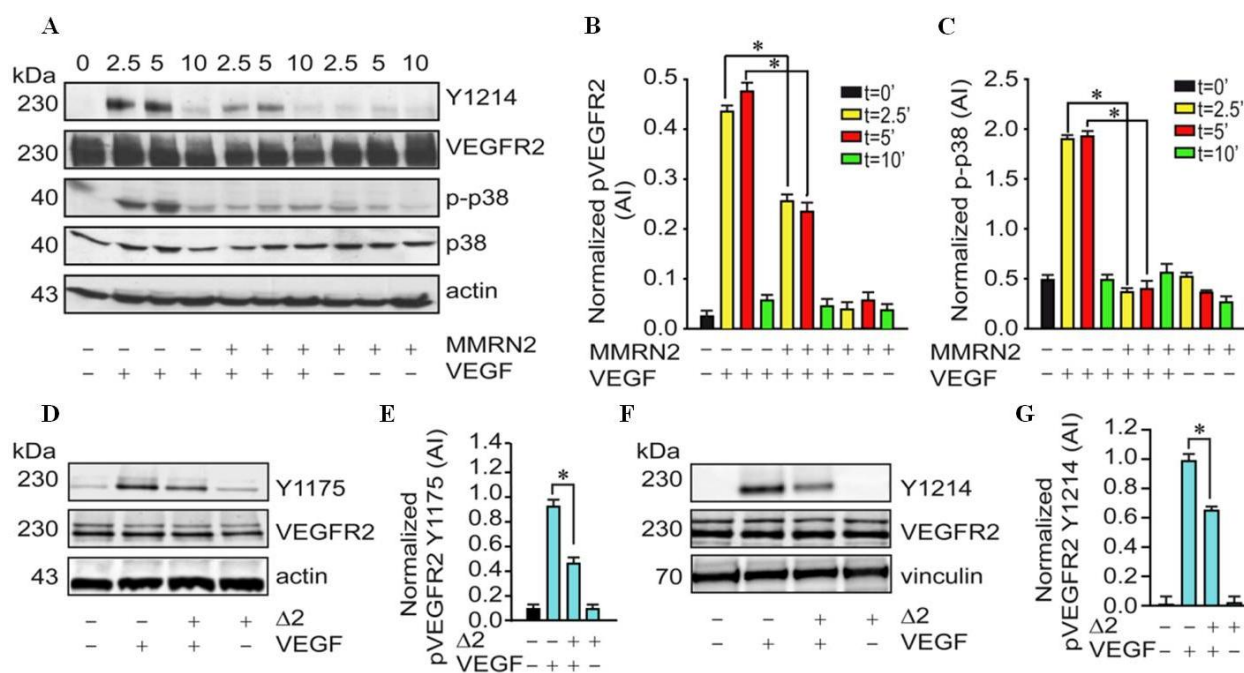 A
0 2.5 5 10 2.5 5 10 2.5 5 10
kDa
230 Y1214
230 VEGFR2
40 p-p38
40 p38
43 actin
– – – – + + + + + + MMRN2
– + + + + + + – – – VEGF
B
Normalized pVEGFR2
(AI)
0.5
0.4
0.3
0.2
0.1
0.0
* *
t=0'
t=2.5'
t=5'
t=10'
MMRN2 – – – – + + + + + +
VEGF – + + + + + + – – –
C
Normalized p-p38 (AI)
2.5
2.0
1.5
1.0
0.5
0.0
* *
t=0'
t=2.5'
t=5'
t=10'
MMRN2 – – – – + + + + + +
VEGF – + + + + + + – – –
D
kDa
230 Y1175
230 VEGFR2
43 actin
– – + + Δ2
– + + – VEGF
E
Normalized
pVEGFR2 Y1175 (AI)
1.4
1.2
1.0
0.8
0.6
0.4
0.2
0.0
*
Δ2 – – + +
VEGF – + + –
F
kDa
230 Y1214
230 VEGFR2
70 vinculin
– – + + Δ2
– + + – VEGF
G
Normalized
pVEGFR2 Y1214 (AI)
1.2
1.0
0.8
0.6
0.4
0.2
0.0
*
Δ2 – – + +
VEGF – + + –